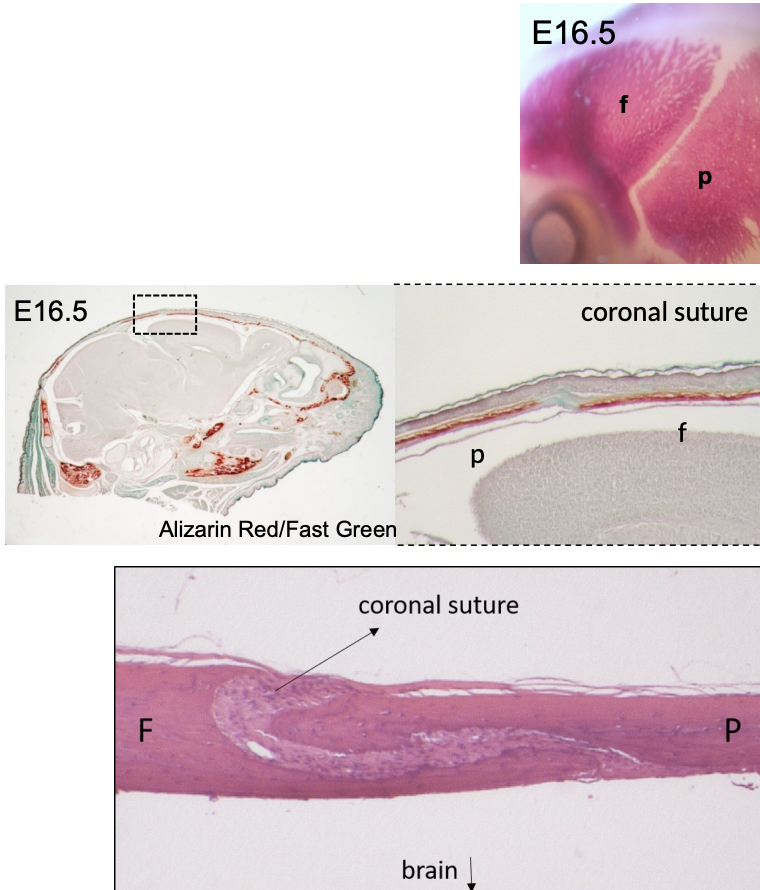 E16.5
f
p
E16.5
coronal suture
f
p
Alizarin Red/Fast Green
coronal suture
F
P
brain